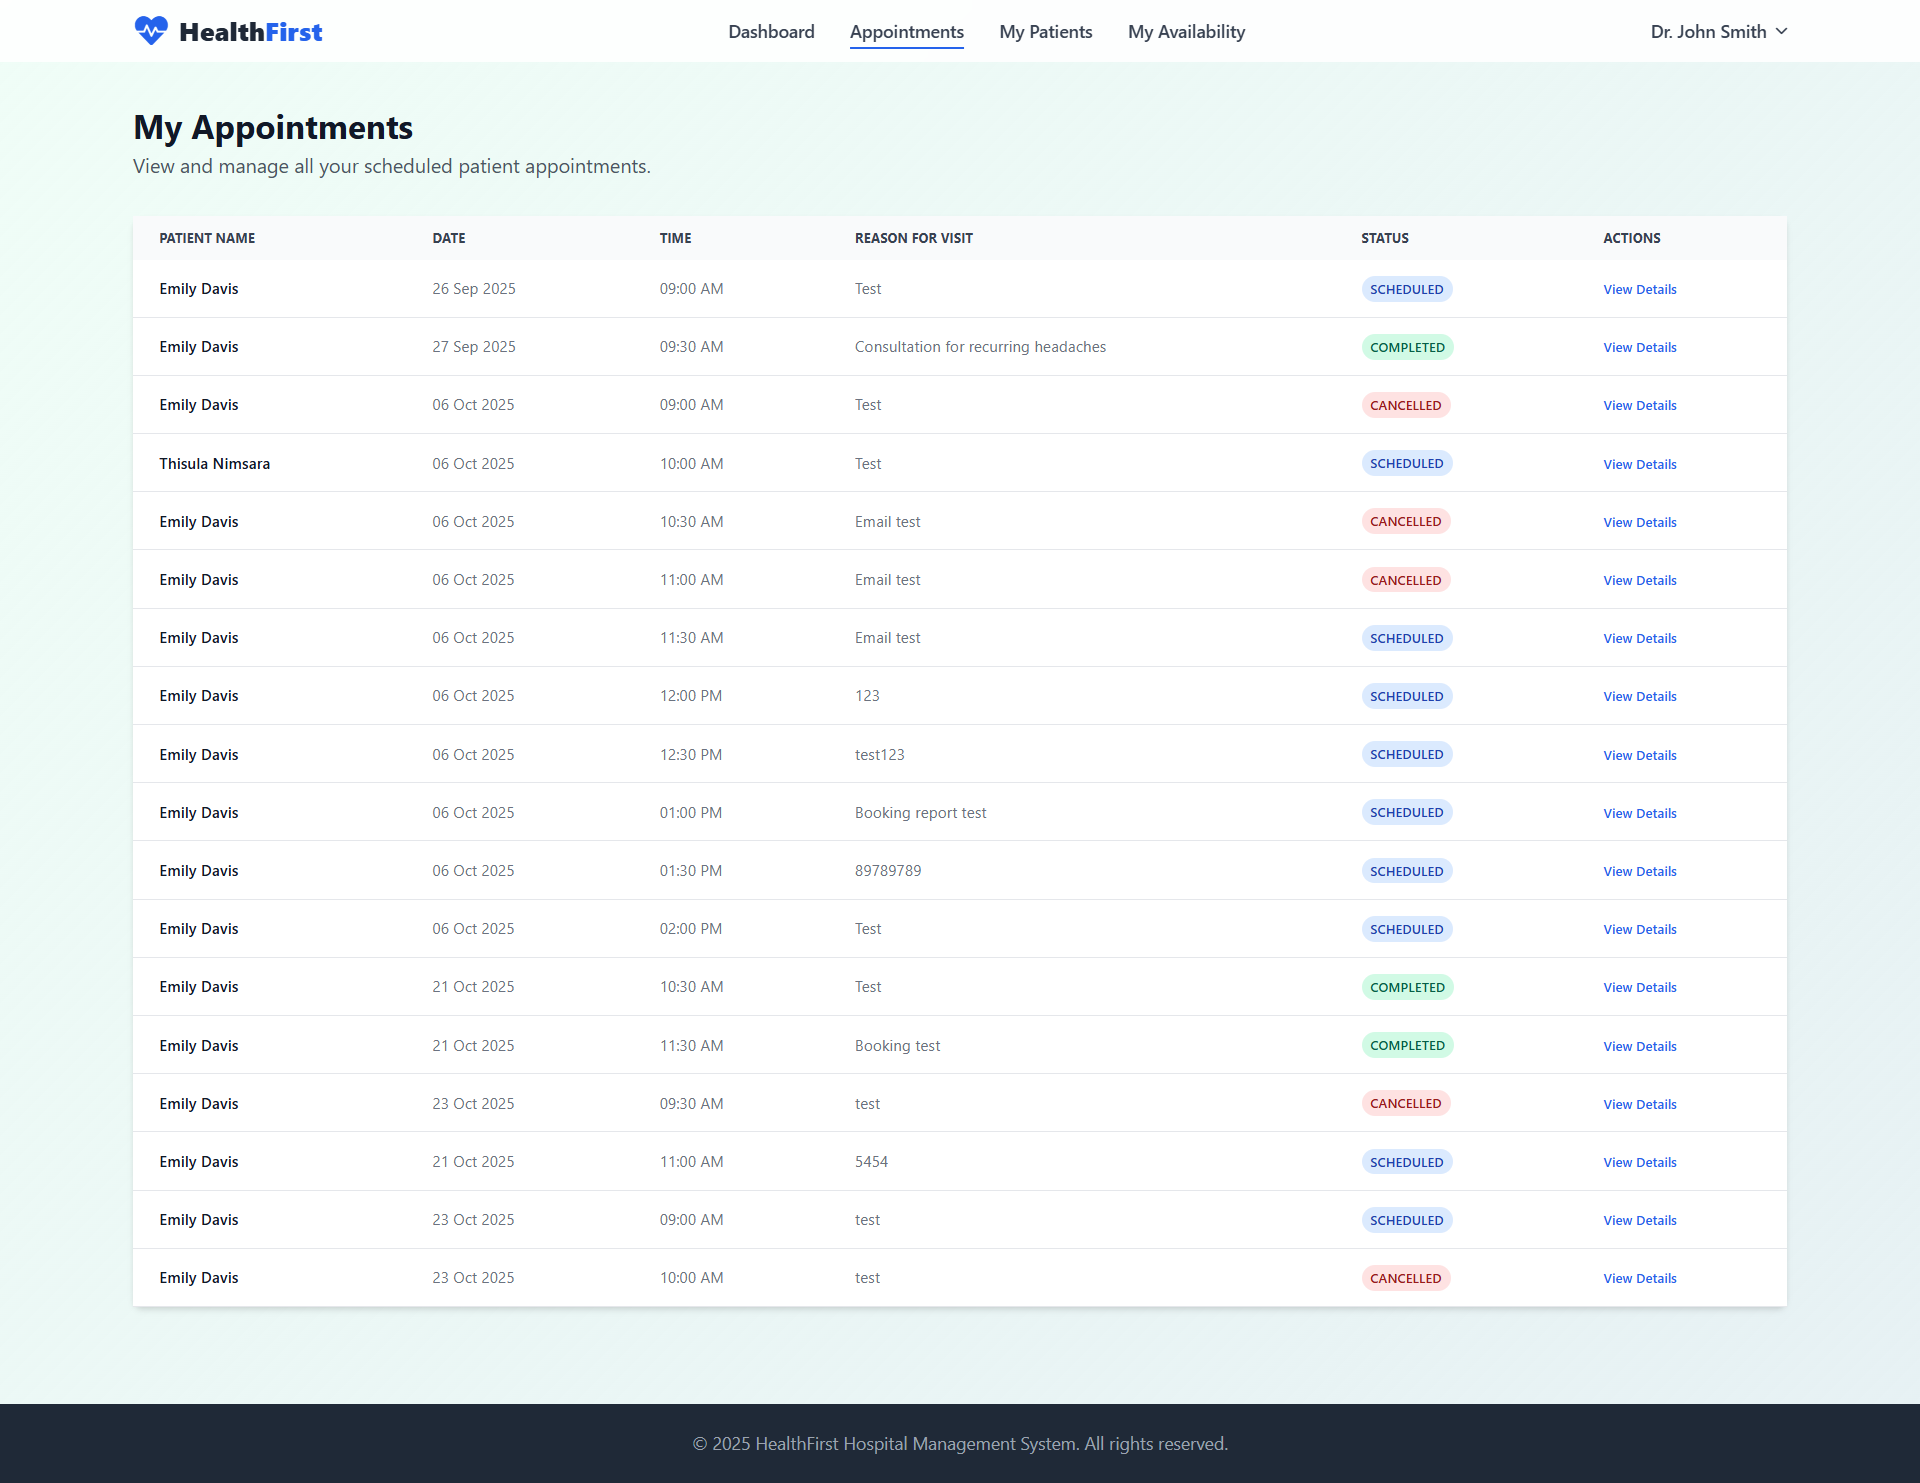 HealthFirst Dashboard Appointments My Patients My Availability Dr. John Smith
My Appointments
View and manage all your scheduled patient appointments.
PATIENT NAME DATE TIME REASON FOR VISIT STATUS ACTIONS
Emily Davis 26 Sep 2025 09:00 AM Test SCHEDULED View Details
Emily Davis 27 Sep 2025 09:30 AM Consultation for recurring headaches COMPLETED View Details
Emily Davis 06 Oct 2025 09:00 AM Test CANCELLED View Details
Thisula Nimsara 06 Oct 2025 10:00 AM Test SCHEDULED View Details
Emily Davis 06 Oct 2025 10:30 AM Email test CANCELLED View Details
Emily Davis 06 Oct 2025 11:00 AM Email test CANCELLED View Details
Emily Davis 06 Oct 2025 11:30 AM Email test SCHEDULED View Details
Emily Davis 06 Oct 2025 12:00 PM 123 SCHEDULED View Details
Emily Davis 06 Oct 2025 12:30 PM test123 SCHEDULED View Details
Emily Davis 06 Oct 2025 01:00 PM Booking report test SCHEDULED View Details
Emily Davis 06 Oct 2025 01:30 PM 89789789 SCHEDULED View Details
Emily Davis 06 Oct 2025 02:00 PM Test SCHEDULED View Details
Emily Davis 21 Oct 2025 10:30 AM Test COMPLETED View Details
Emily Davis 21 Oct 2025 11:30 AM Booking test COMPLETED View Details
Emily Davis 23 Oct 2025 09:30 AM test CANCELLED View Details
Emily Davis 21 Oct 2025 11:00 AM 5454 SCHEDULED View Details
Emily Davis 23 Oct 2025 09:00 AM test SCHEDULED View Details
Emily Davis 23 Oct 2025 10:00 AM test CANCELLED View Details
© 2025 HealthFirst Hospital Management System. All rights reserved.